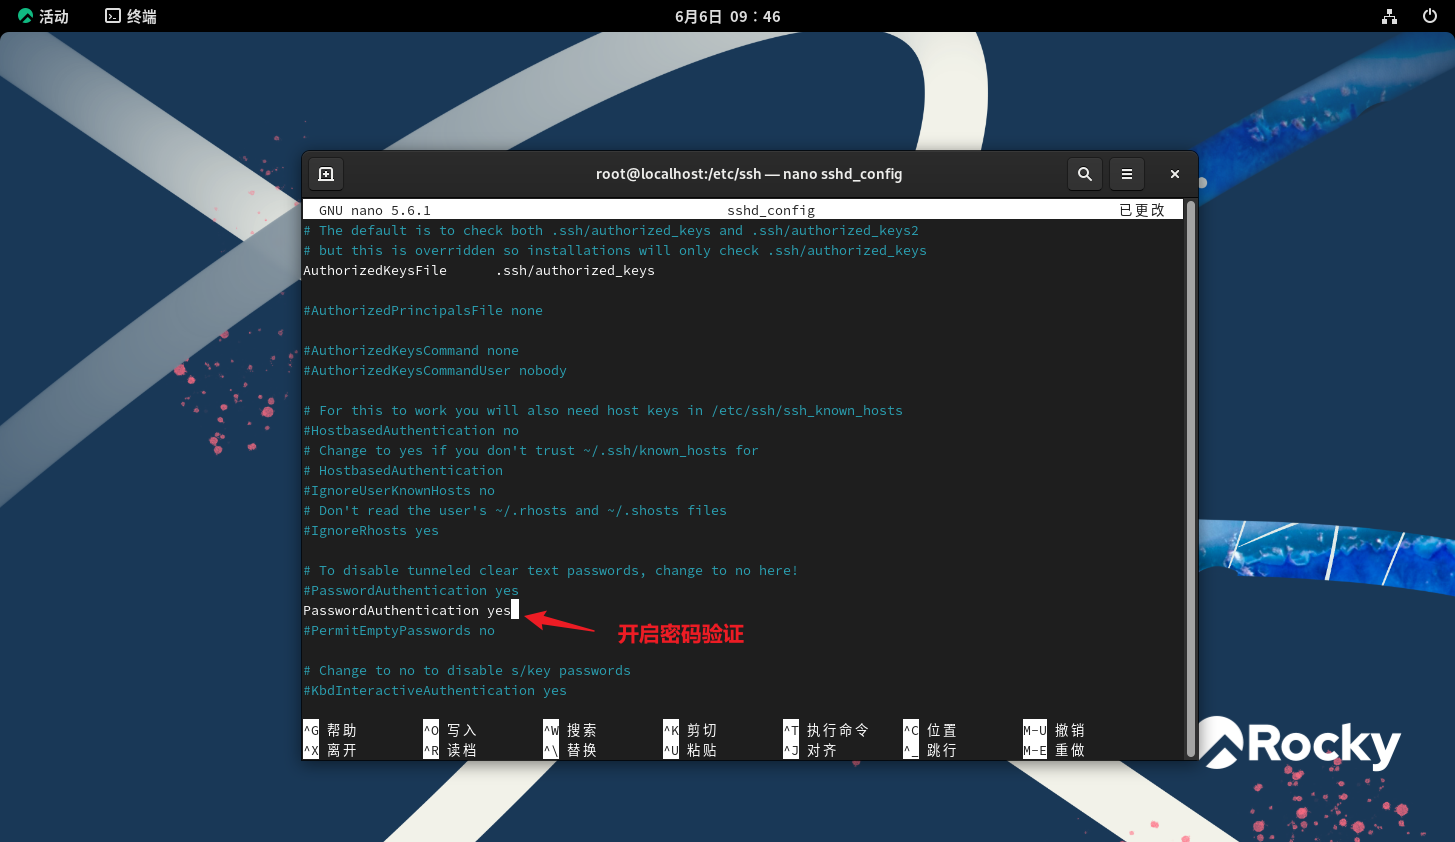 活动 终端 6月6日 09：46
root@localhost:/etc/ssh — nano sshd_config
GNU nano 5.6.1 sshd_config 已更改
# The default is to check both .ssh/authorized_keys and .ssh/authorized_keys2
# but this is overridden so installations will only check .ssh/authorized_keys
AuthorizedKeysFile .ssh/authorized_keys
#AuthorizedPrincipalsFile none
#AuthorizedKeysCommand none
#AuthorizedKeysCommandUser nobody
# For this to work you will also need host keys in /etc/ssh/ssh_known_hosts
#HostbasedAuthentication no
# Change to yes if you don't trust ~/.ssh/known_hosts for
# HostbasedAuthentication
#IgnoreUserKnownHosts no
# Don't read the user's ~/.rhosts and ~/.shosts files
#IgnoreRhosts yes
# To disable tunneled clear text passwords, change to no here!
#PasswordAuthentication yes
PasswordAuthentication yes
开启密码验证
#PermitEmptyPasswords no
# Change to no to disable s/key passwords
#KbdInteractiveAuthentication yes
^G 帮助 ^O 写入 ^W 搜索 ^K 剪切 ^T 执行命令 ^C 位置 M-U 撤销
^X 离开 ^R 读档 ^\ 替换 ^U 粘贴 ^J 对齐 ^_ 跳行 M-E 重做
Rocky